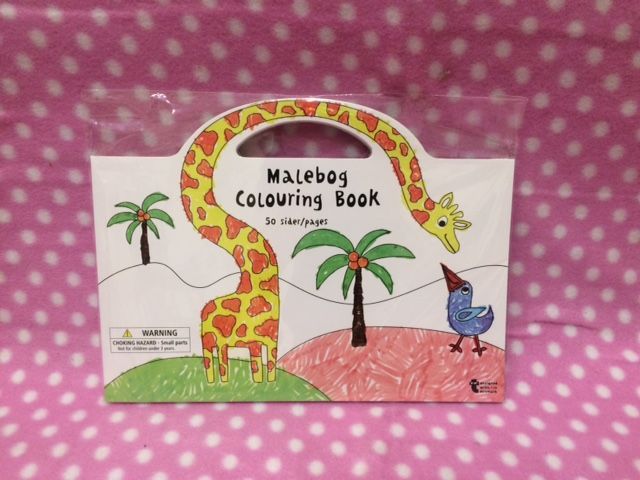 Malebog
Colouring Book
50 sider/pages
WARNING
CHOKING HAZARD - Small parts
Not for children under 3 years.